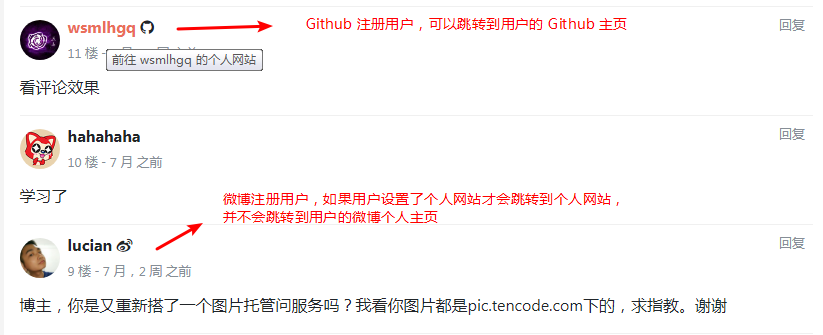 wsmlhgq
Github 注册用户，可以跳转到用户的 Github 主页
回复
11 楼 -
前往 wsmlhgq 的个人网站
看评论效果
hahahaha
回复
10 楼 - 7 月 之前
学习了
微博注册用户，如果用户设置了个人网站才会跳转到个人网站，
并不会跳转到用户的微博个人主页
lucian
回复
9 楼 - 7 月，2 周 之前
博主，你是又重新搭了一个图片托管问服务吗？我看你图片都是pic.tencode.com下的，求指教。谢谢